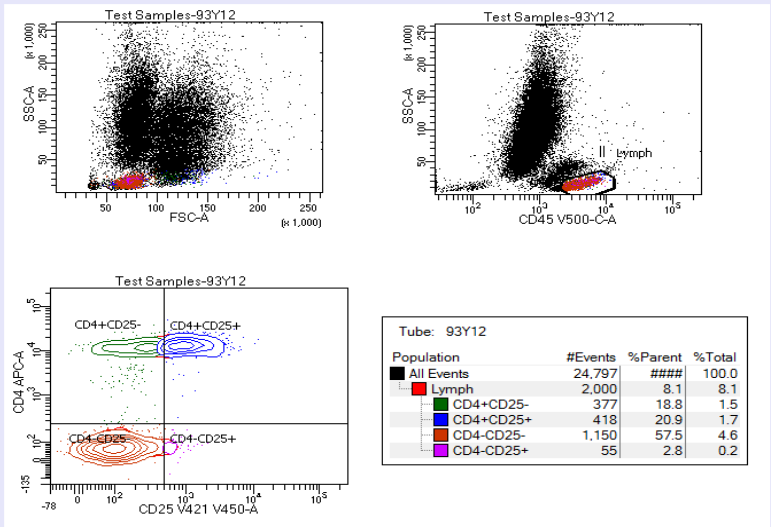 Test Samples-93Y12
(x 1,000)
SSC-A
250
200
150
100
50
50 100 150 200 250
FSC-A
(x 1,000)
Test Samples-93Y12
(x 1,000)
SSC-A
250
200
150
100
50
Lymph
10² 10³ 10⁴ 10⁵
CD45 V500-C-A
Test Samples-93Y12
CD4 APC-A
10⁵
10⁴
10³
10²
-135
CD4+CD25- CD4+CD25+
CD4-CD25- CD4-CD25+
-78 0 10² 10³ 10⁴ 10⁵
CD25 V421 V450-A
Tube: 93Y12
Population #Events %Parent %Total
All Events 24,797 #### 100.0
Lymph 2,000 8.1 8.1
CD4+CD25- 377 18.8 1.5
CD4+CD25+ 418 20.9 1.7
CD4-CD25- 1,150 57.5 4.6
CD4-CD25+ 55 2.8 0.2